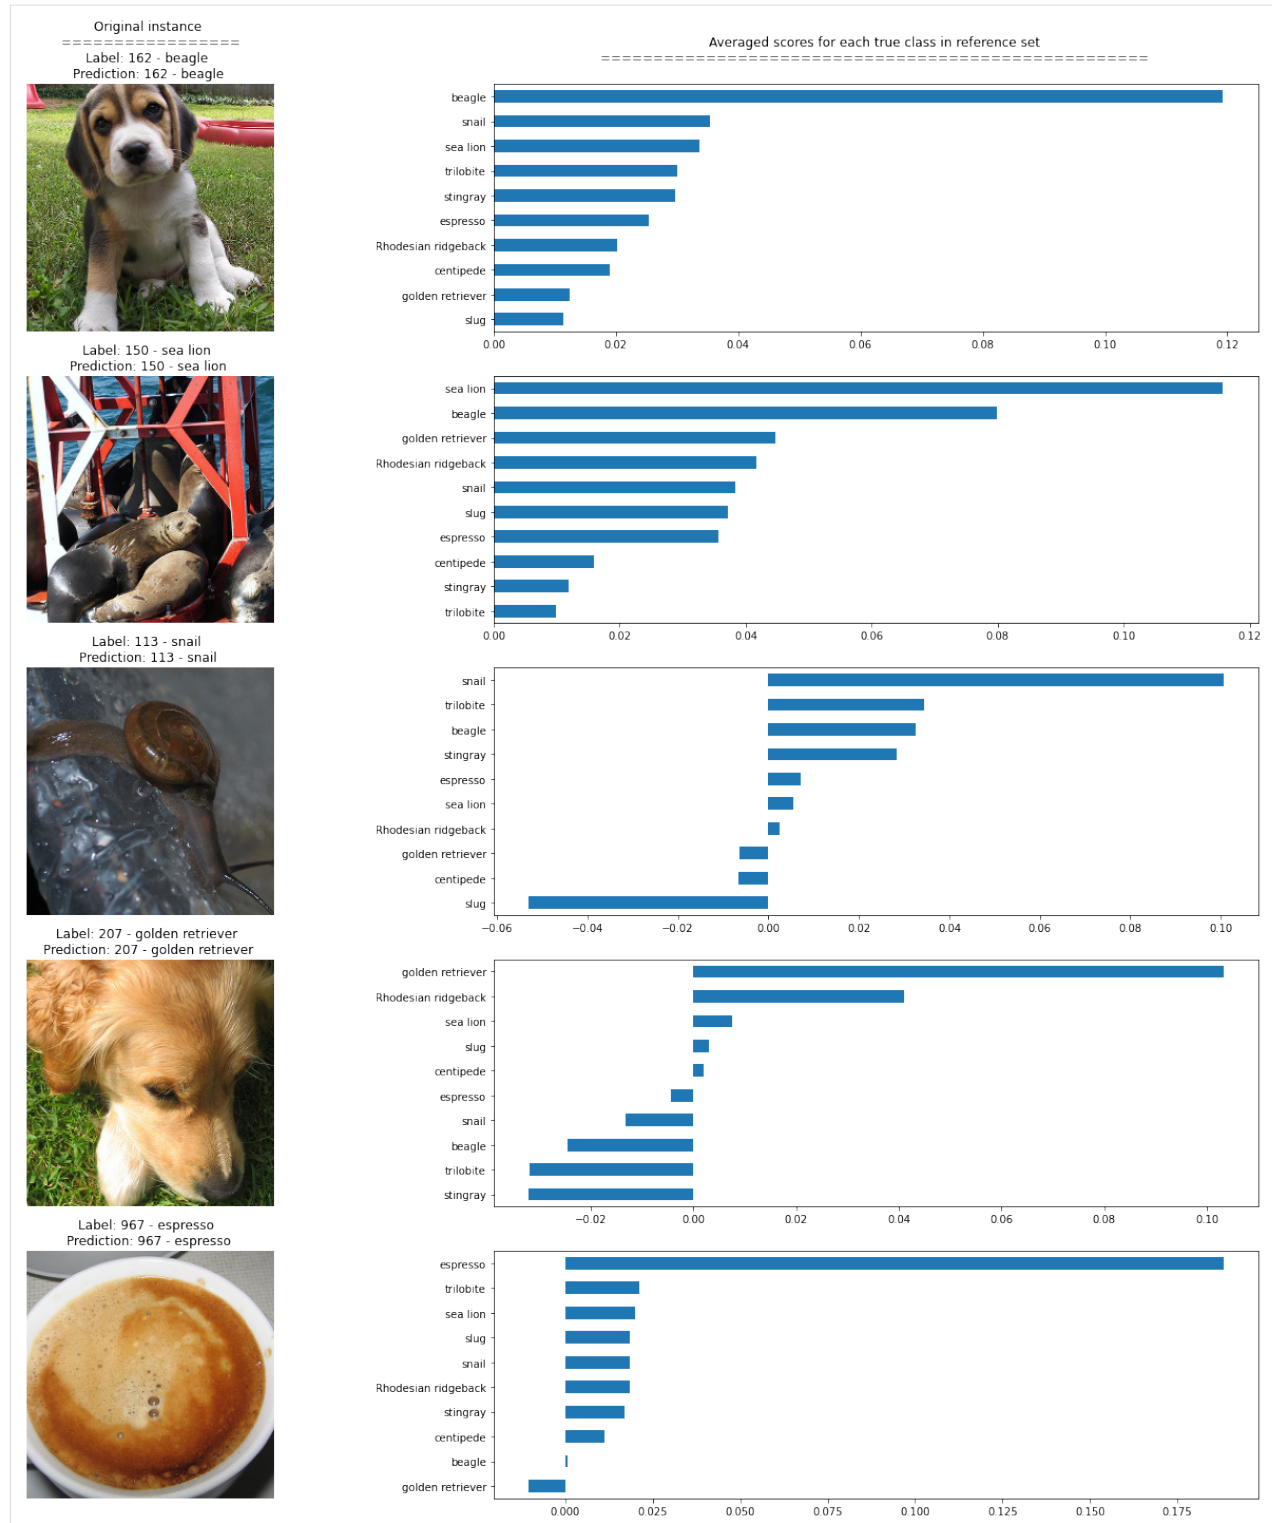 Original instance
=================
Averaged scores for each true class in reference set
====================================================
Label: 162 - beagle
Prediction: 162 - beagle
beagle
snail
sea lion
trilobite
stingray
espresso
Rhodesian ridgeback
centipede
golden retriever
slug
0.00 0.02 0.04 0.06 0.08 0.10 0.12
Label: 150 - sea lion
Prediction: 150 - sea lion
sea lion
beagle
golden retriever
Rhodesian ridgeback
snail
slug
espresso
centipede
stingray
trilobite
0.00 0.02 0.04 0.06 0.08 0.10 0.12
Label: 113 - snail
Prediction: 113 - snail
snail
trilobite
beagle
stingray
espresso
sea lion
Rhodesian ridgeback
golden retriever
centipede
slug
−0.06 −0.04 −0.02 0.00 0.02 0.04 0.06 0.08 0.10
Label: 207 - golden retriever
Prediction: 207 - golden retriever
golden retriever
Rhodesian ridgeback
sea lion
slug
centipede
espresso
snail
beagle
trilobite
stingray
−0.02 0.00 0.02 0.04 0.06 0.08 0.10
Label: 967 - espresso
Prediction: 967 - espresso
espresso
trilobite
sea lion
slug
snail
Rhodesian ridgeback
stingray
centipede
beagle
golden retriever
0.000 0.025 0.050 0.075 0.100 0.125 0.150 0.175